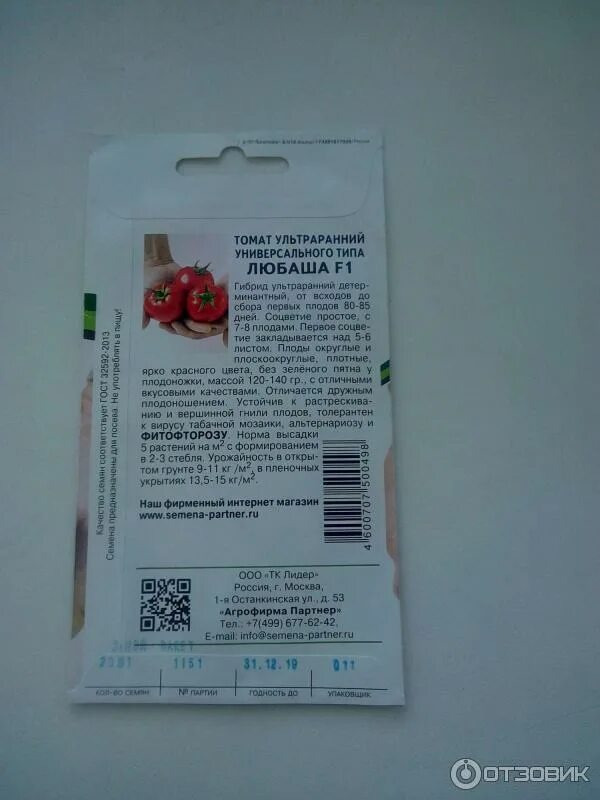 ТОМАТ УЛЬТРАРАННИЙ
УНИВЕРСАЛЬНОГО ТИПА
ЛЮБАША F1
Гибрид ультраранний детер-
минантный, от всходов до
сбора первых плодов 80-85
дней. Соцветие простое, с
7-8 плодами. Первое соцве-
тие закладывается над 5-6
листом. Плоды округлые и
плоскоокруглые, плотные,
ярко красного цвета, без зелёного пятна у
плодоножки, массой 120-140 гр., с отличными
вкусовыми качествами. Отличается дружным
плодоношением. Устойчив к растрескива-
нию и вершинной гнили плодов, толерантен
к вирусу табачной мозаики, альтернариозу и
ФИТОФТОРОЗУ. Норма высадки
5 растений на м² с формированием
в 2-3 стебля. Урожайность в откры-
том грунте 9-11 кг /м², в пленочных
укрытиях 13,5-15 кг/м².
Наш фирменный интернет магазин
www.semena-partner.ru
4600707 500498
Качество семян соответствует ГОСТ 32592-2013
Семена предназначены для посева. Не употреблять в пищу!
ООО «ТК Лидер»
Россия, г. Москва,
1-я Останкинская ул., д. 53
«Агрофирма Партнер»
Тел.: +7(499) 677-62-42,
E-mail: info@semena-partner.ru
1151 31.12.19 011
КОЛ-ВО СЕМЯН № ПАРТИИ ГОДНОСТЬ ДО УПАКОВЩИК
ОТЗОВИК